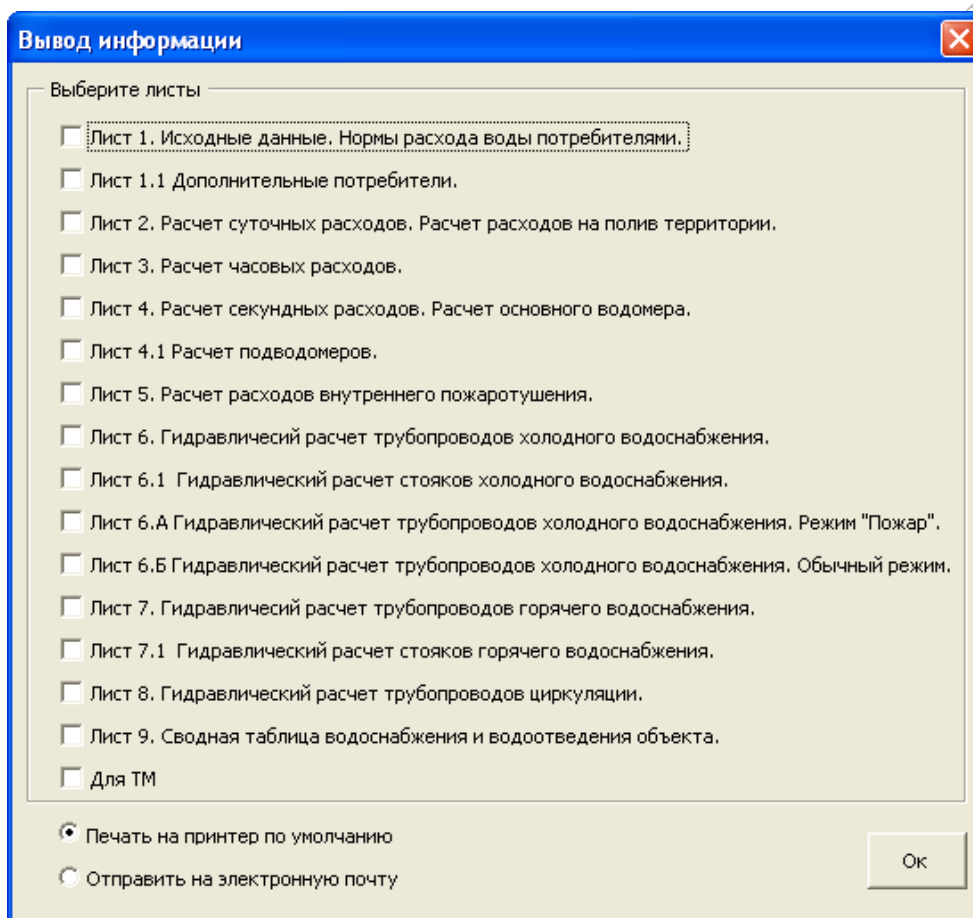 Вывод информации
Выберите листы
Лист 1. Исходные данные. Нормы расхода воды потребителями.
Лист 1.1 Дополнительные потребители.
Лист 2. Расчет суточных расходов. Расчет расходов на полив территории.
Лист 3. Расчет часовых расходов.
Лист 4. Расчет секундных расходов. Расчет основного водомера.
Лист 4.1 Расчет подводомеров.
Лист 5. Расчет расходов внутреннего пожаротушения.
Лист 6. Гидравличесий расчет трубопроводов холодного водоснабжения.
Лист 6.1 Гидравлический расчет стояков холодного водоснабжения.
Лист 6.А Гидравлический расчет трубопроводов холодного водоснабжения. Режим "Пожар".
Лист 6.Б Гидравлический расчет трубопроводов холодного водоснабжения. Обычный режим.
Лист 7. Гидравличесий расчет трубопроводов горячего водоснабжения.
Лист 7.1 Гидравлический расчет стояков горячего водоснабжения.
Лист 8. Гидравлический расчет трубопроводов циркуляции.
Лист 9. Сводная таблица водоснабжения и водоотведения объекта.
Для ТМ
Печать на принтер по умолчанию
Отправить на электронную почту
Ок